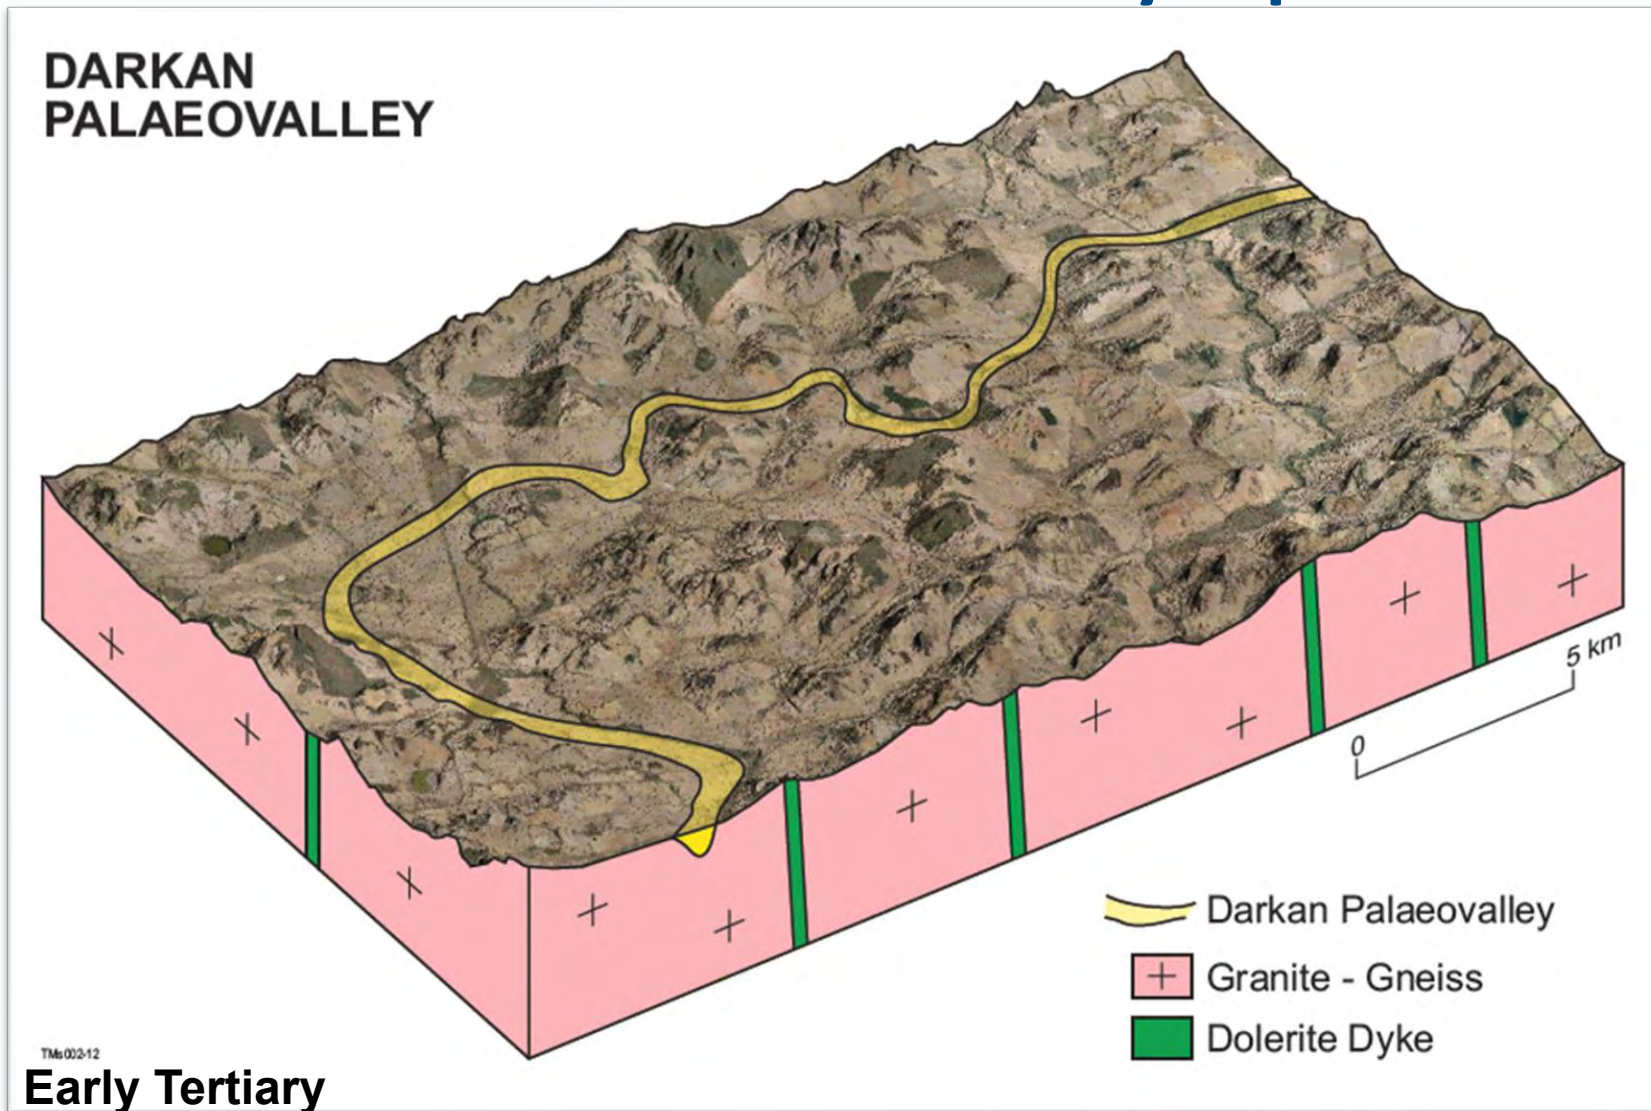 DARKAN
PALAEOVALLEY
5 km
0
Darkan Palaeovalley
+ Granite - Gneiss
Dolerite Dyke
TMs002-12
Early Tertiary